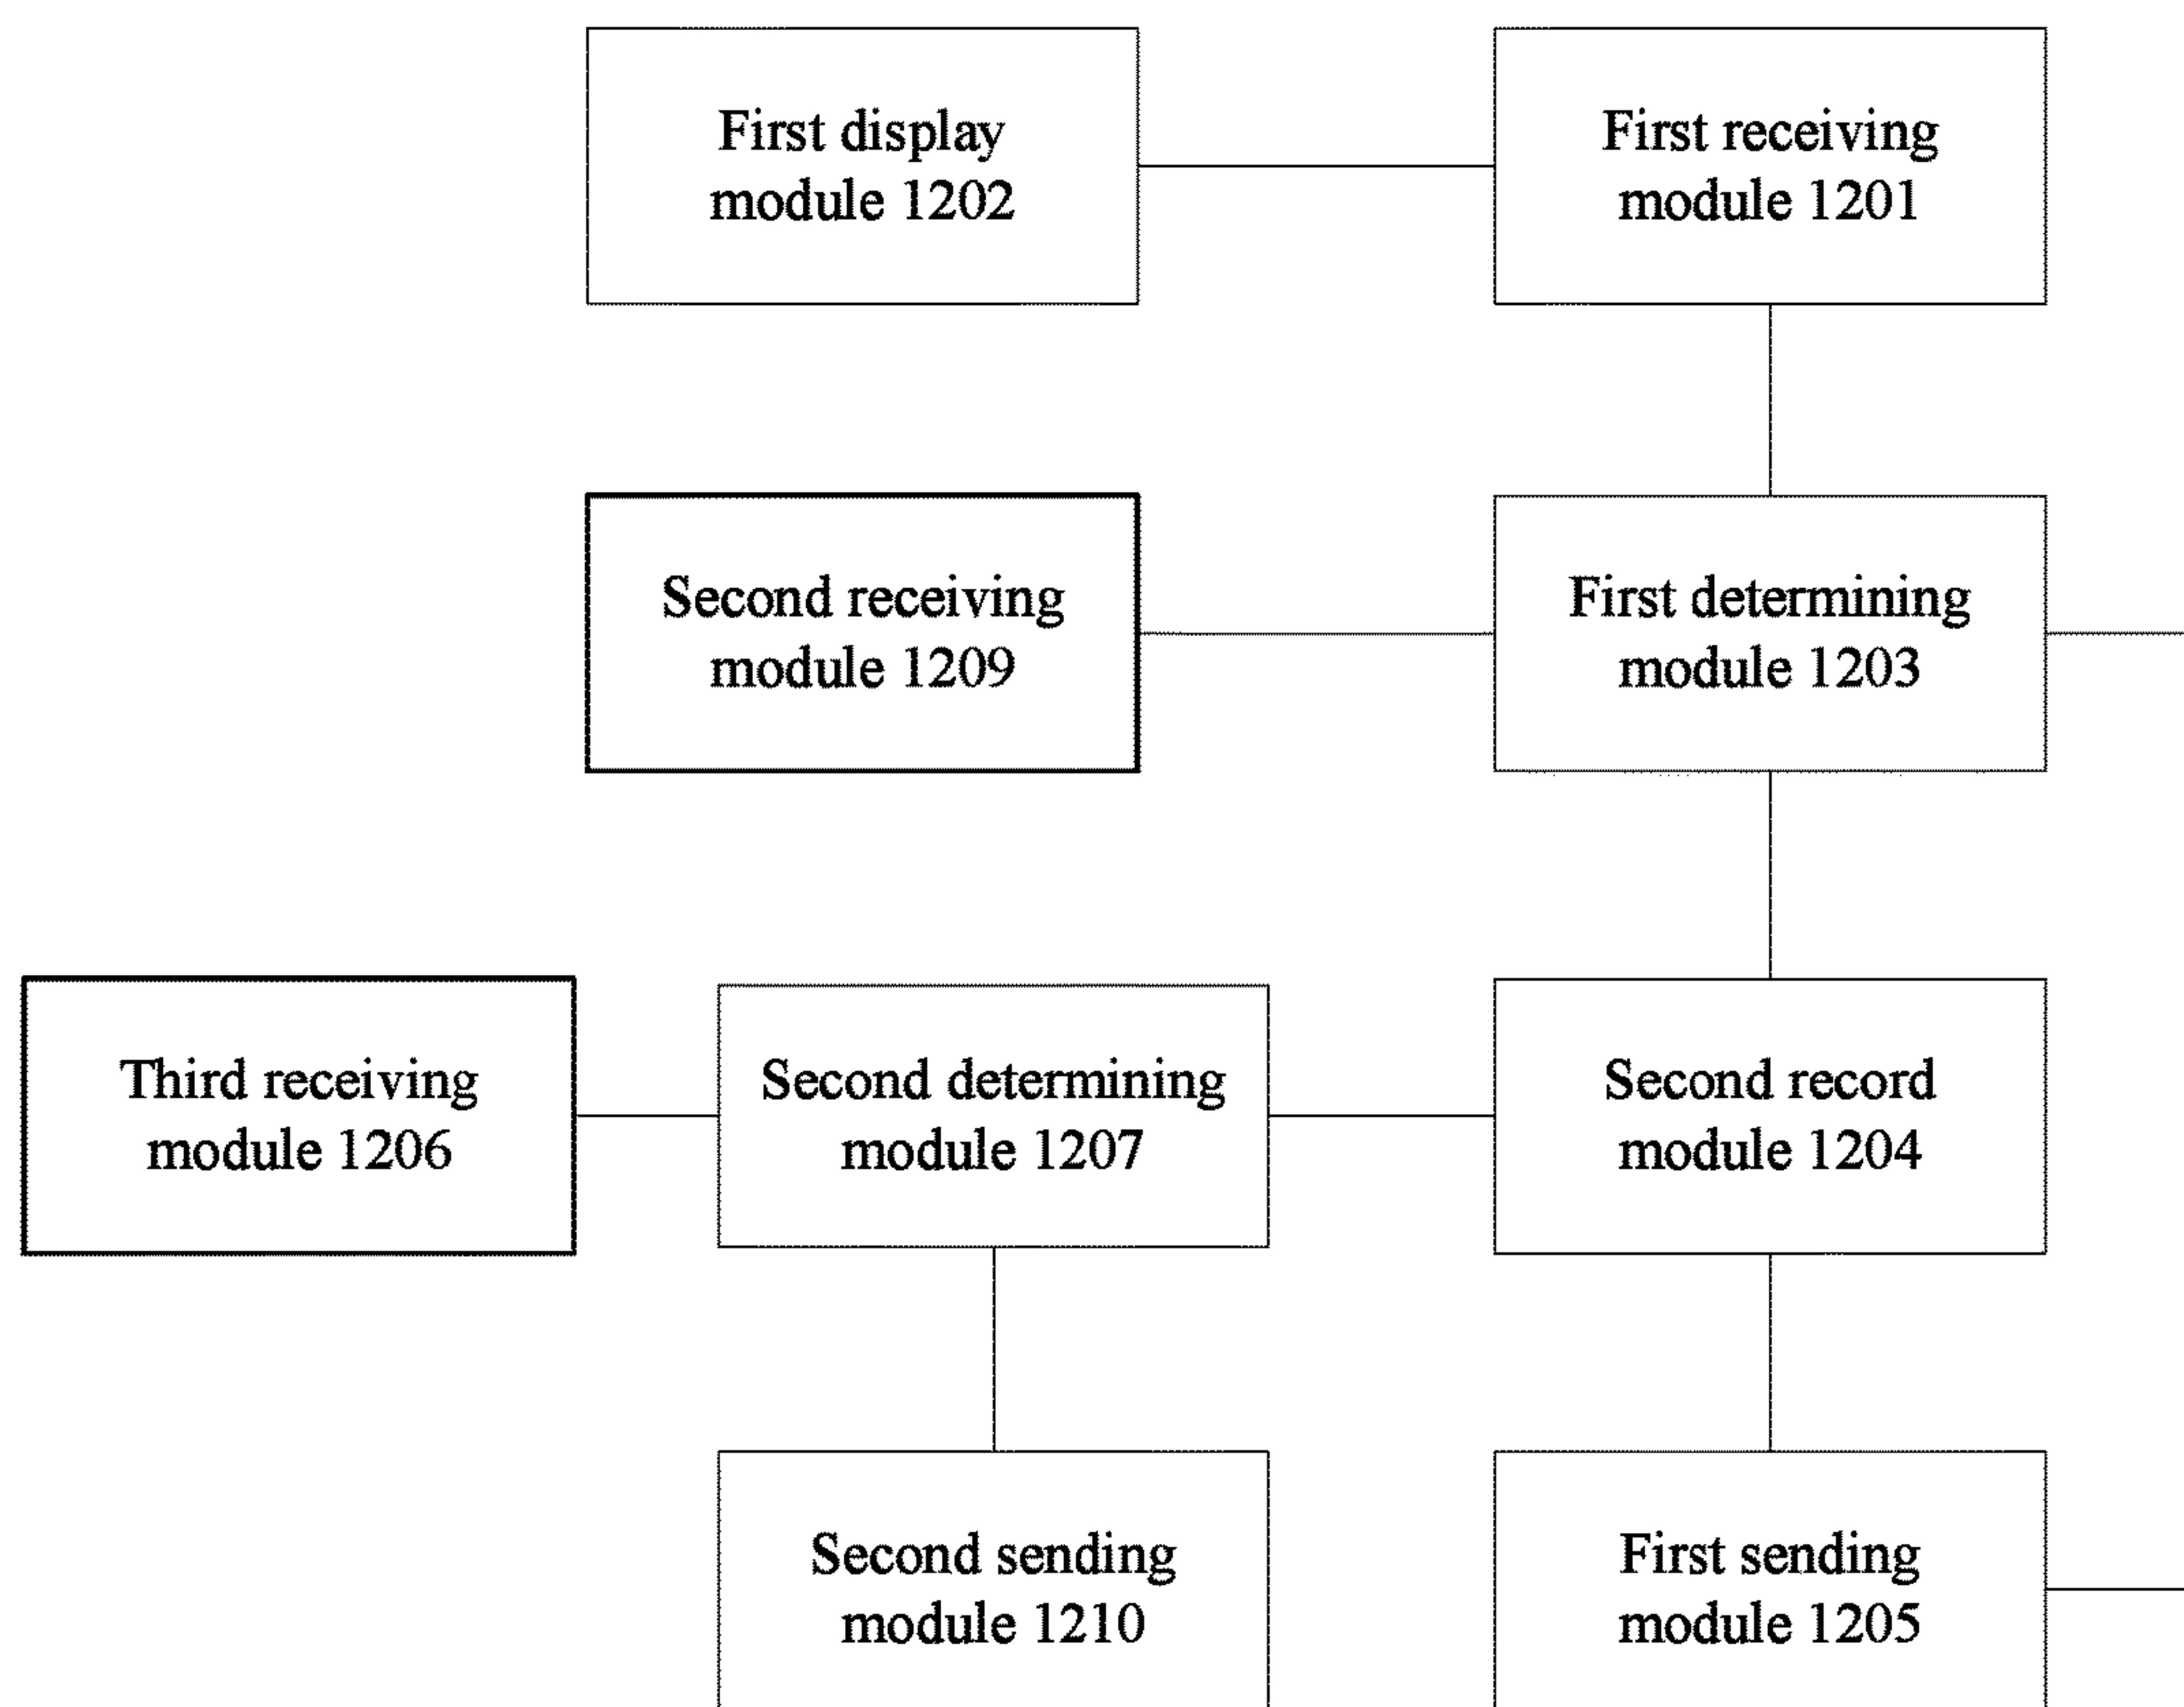 First display
module 1202
First receiving
module 1201
Second receiving
module 1209
First determining
module 1203
Third receiving
module 1206
Second determining
module 1207
Second record
module 1204
Second sending
module 1210
First sending
module 1205